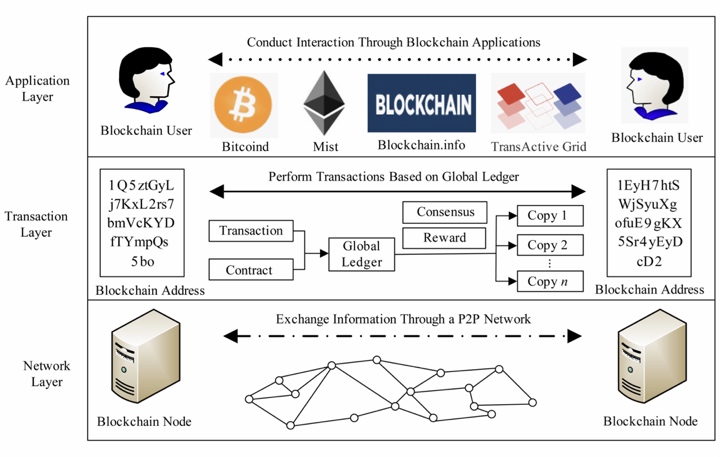 Application
Layer
Conduct Interaction Through Blockchain Applications
BLOCKCHAIN
Blockchain User
Bitcoind
Mist
Blockchain.info
TransActive Grid
Blockchain User
Transaction
Layer
1Q5ztGyL
j7KxL2rs7
bmVcKYD
fTYmpQs
5bo
Blockchain Address
Perform Transactions Based on Global Ledger
Transaction
Contract
Global
Ledger
Consensus
Reward
Copy 1
Copy 2
⋮
Copy n
1EyH7htS
WjSyuXg
ofuE9gKX
5Sr4yEyD
cD2
Blockchain Address
Network
Layer
Exchange Information Through a P2P Network
Blockchain Node
Blockchain Node